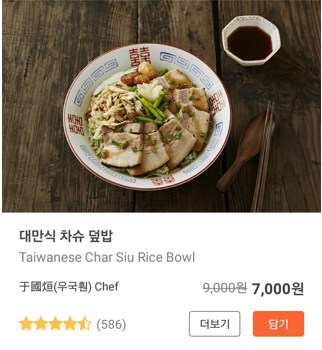 대만식 차슈 덮밥
Taiwanese Char Siu Rice Bowl
于國烜(우국훤) Chef
9,000원 7,000원
(586)
더보기
담기